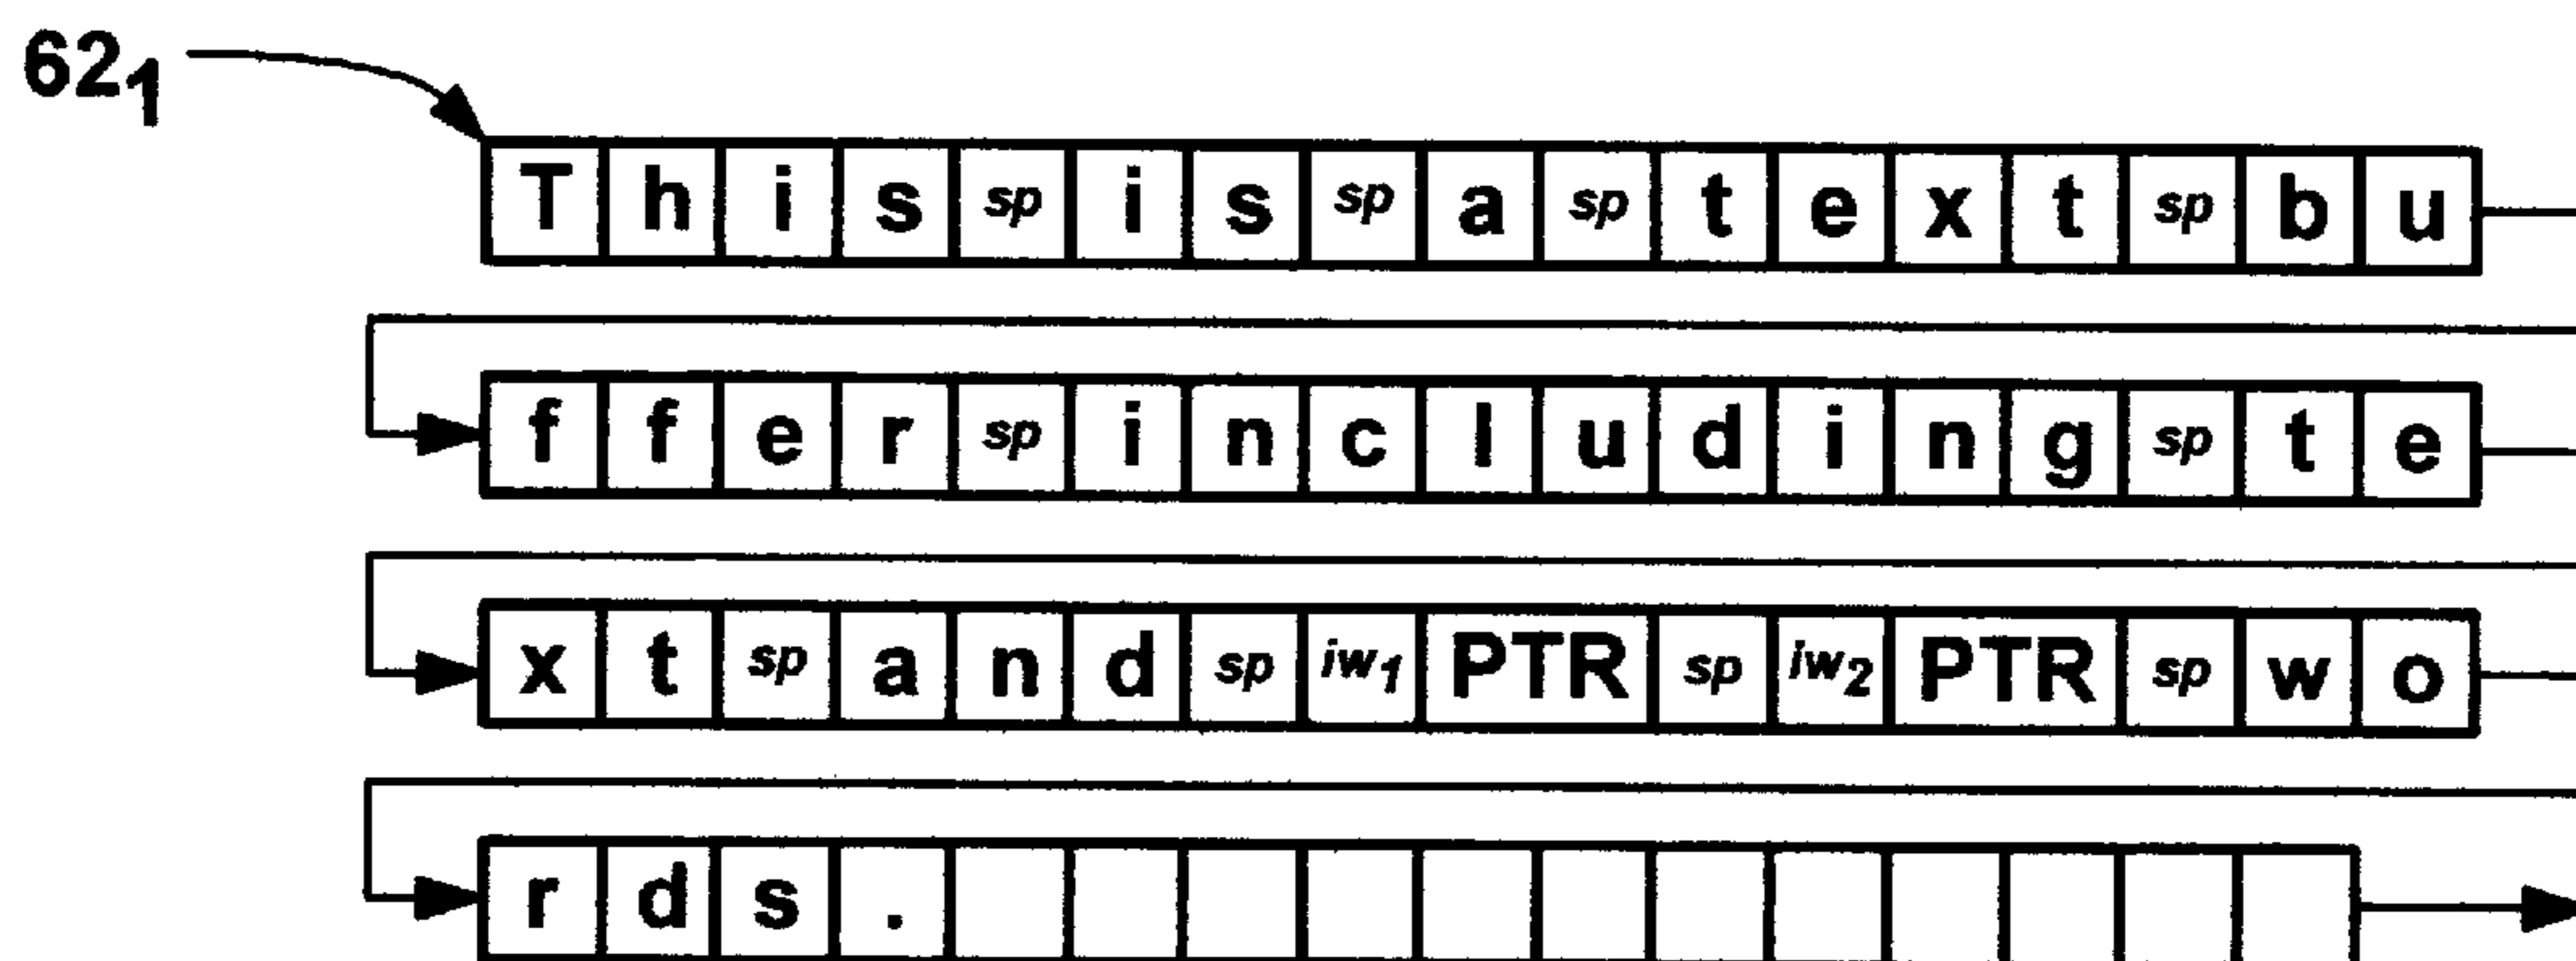 62₁
T h i s sp i s sp a sp t e x t sp b u
f f e r sp i n c l u d i n g sp t e
x t sp a n d sp iw₁ PTR sp iw₂ PTR sp w o
r d s .